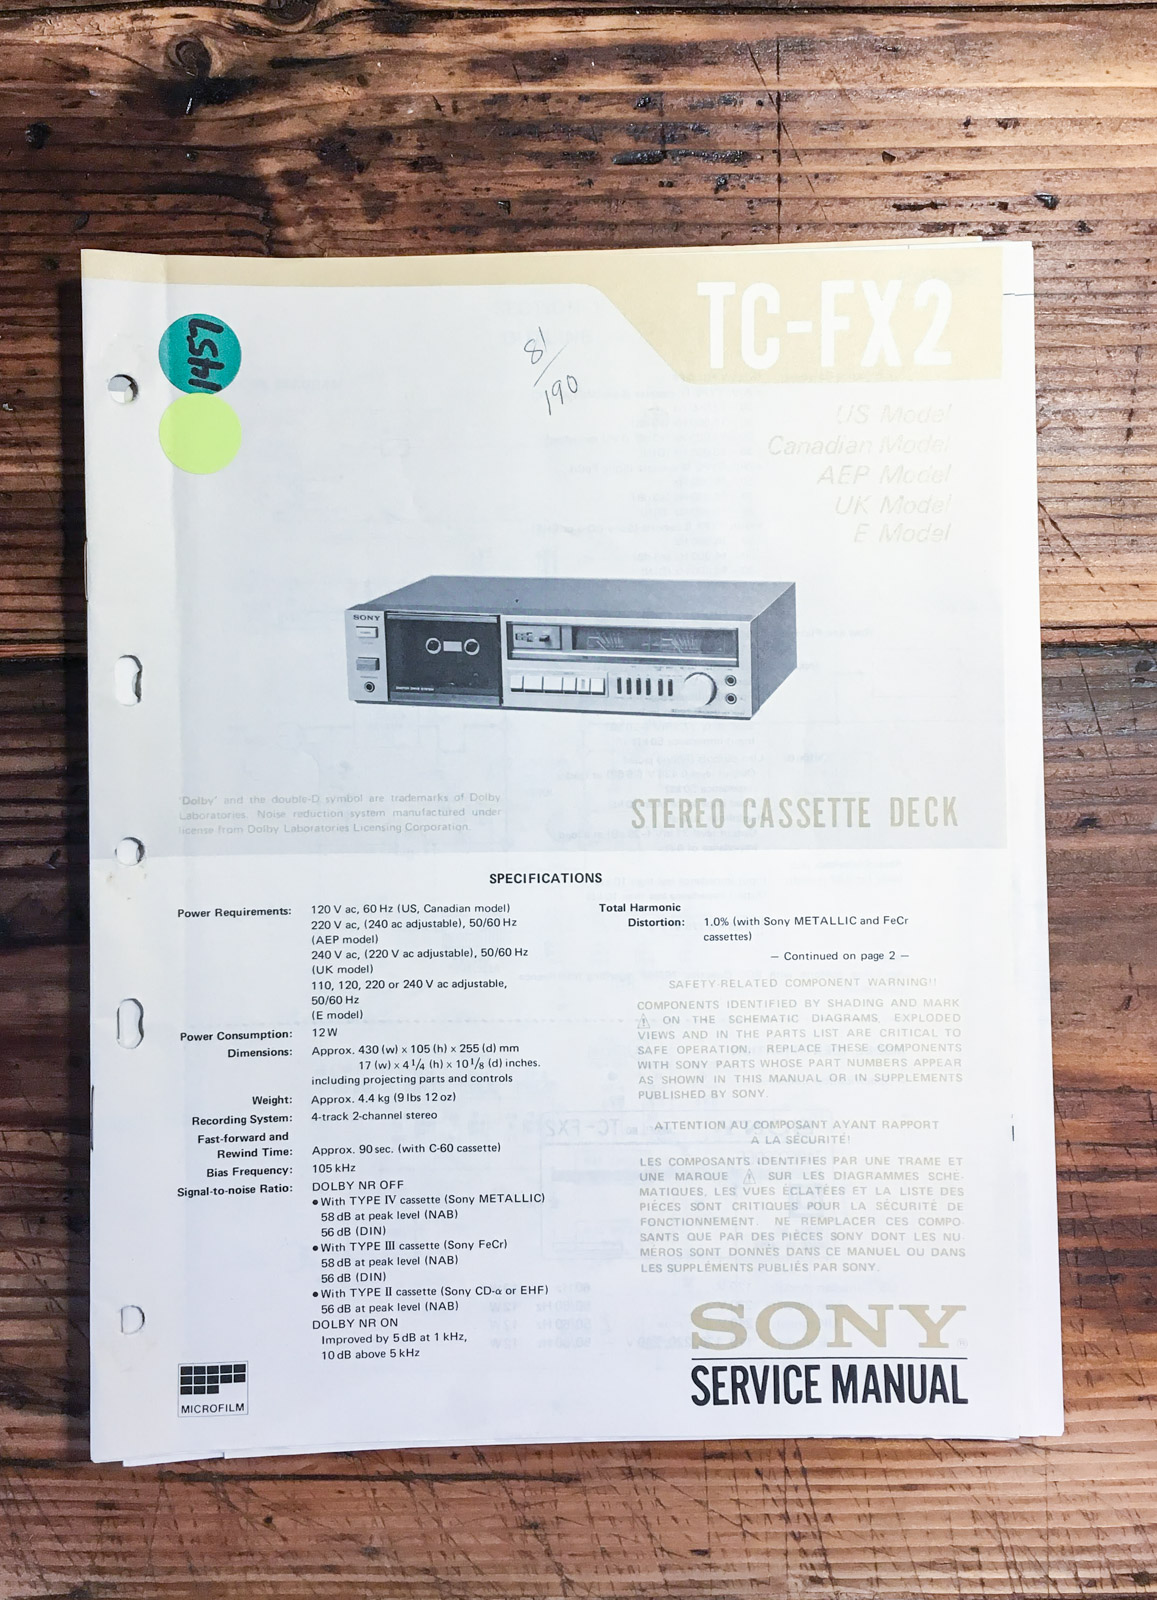 TC-FX2
1457
81/190
US Model
Canadian Model
AEP Model
UK Model
E Model
SONY
'Dolby' and the double-D symbol are trademarks of Dolby
Laboratories. Noise reduction system manufactured under
license from Dolby Laboratories Licensing Corporation.
STEREO CASSETTE DECK
SPECIFICATIONS
Power Requirements: 120 V ac, 60 Hz (US, Canadian model)
220 V ac, (240 ac adjustable), 50/60 Hz
(AEP model)
240 V ac, (220 V ac adjustable), 50/60 Hz
(UK model)
110, 120, 220 or 240 V ac adjustable,
50/60 Hz
(E model)
Power Consumption: 12 W
Dimensions: Approx. 430 (w) x 105 (h) x 255 (d) mm
17 (w) x 4 1/4 (h) x 10 1/8 (d) inches.
including projecting parts and controls
Weight: Approx. 4.4 kg (9 lbs 12 oz)
Recording System: 4-track 2-channel stereo
Fast-forward and
Rewind Time: Approx. 90 sec. (with C-60 cassette)
Bias Frequency: 105 kHz
Signal-to-noise Ratio: DOLBY NR OFF
● With TYPE IV cassette (Sony METALLIC)
58 dB at peak level (NAB)
56 dB (DIN)
● With TYPE III cassette (Sony FeCr)
58 dB at peak level (NAB)
56 dB (DIN)
● With TYPE II cassette (Sony CD-α or EHF)
56 dB at peak level (NAB)
DOLBY NR ON
Improved by 5 dB at 1 kHz,
10 dB above 5 kHz
MICROFILM
Total Harmonic
Distortion: 1.0% (with Sony METALLIC and FeCr
cassettes)
— Continued on page 2 —
SAFETY-RELATED COMPONENT WARNING!!
COMPONENTS IDENTIFIED BY SHADING AND MARK
⚠ ON THE SCHEMATIC DIAGRAMS, EXPLODED
VIEWS AND IN THE PARTS LIST ARE CRITICAL TO
SAFE OPERATION. REPLACE THESE COMPONENTS
WITH SONY PARTS WHOSE PART NUMBERS APPEAR
AS SHOWN IN THIS MANUAL OR IN SUPPLEMENTS
PUBLISHED BY SONY.
ATTENTION AU COMPOSANT AYANT RAPPORT
À LA SÉCURITÉ!
LES COMPOSANTS IDENTIFIÉS PAR UNE TRAME ET
UNE MARQUE ⚠ SUR LES DIAGRAMMES SCHÉ-
MATIQUES, LES VUES ÉCLATÉES ET LA LISTE DES
PIÈCES SONT CRITIQUES POUR LA SÉCURITÉ DE
FONCTIONNEMENT. NE REMPLACER CES COMPO-
SANTS QUE PAR DES PIÈCES SONY DONT LES NU-
MÉROS SONT DONNÉS DANS CE MANUEL OU DANS
LES SUPPLÉMENTS PUBLIÉS PAR SONY.
SONY
SERVICE MANUAL